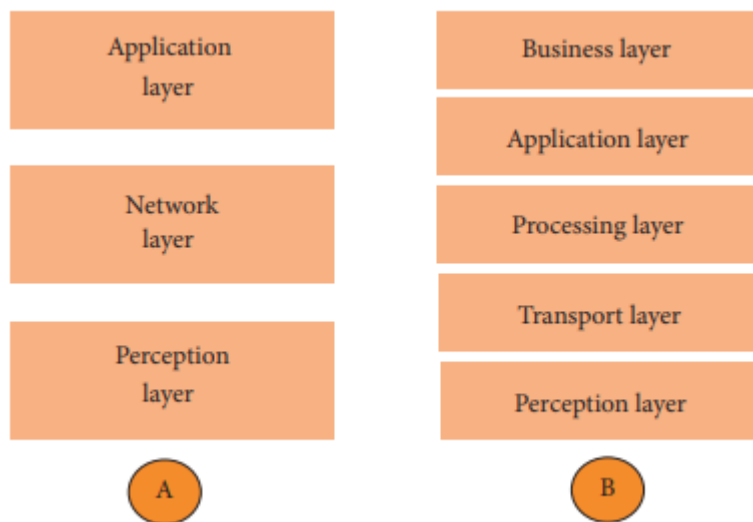 Application
layer
Network
layer
Perception
layer
A
Business layer
Application layer
Processing layer
Transport layer
Perception layer
B